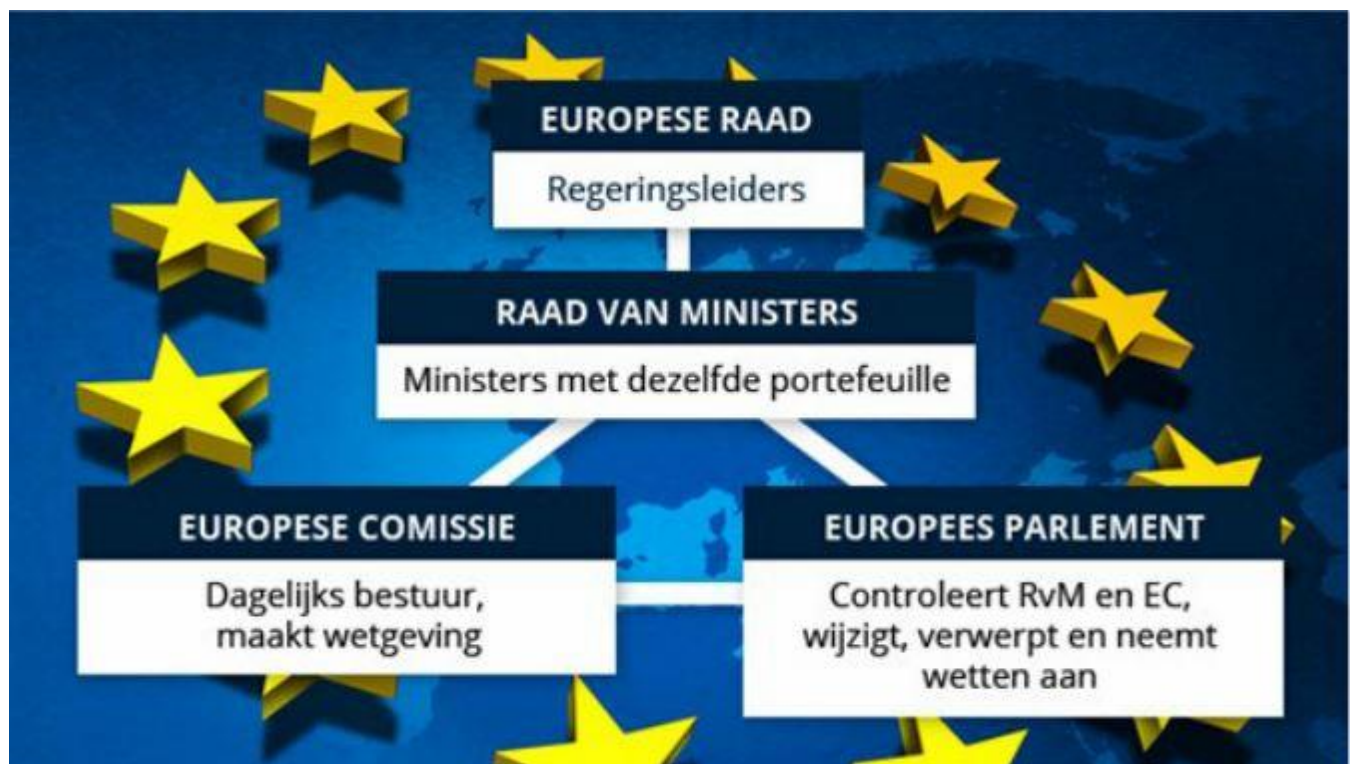 EUROPESE RAAD
Regeringsleiders
RAAD VAN MINISTERS
Ministers met dezelfde portefeuille
EUROPESE COMISSIE
Dagelijks bestuur,
maakt wetgeving
EUROPEES PARLEMENT
Controleert RvM en EC,
wijzigt, verwerpt en neemt
wetten aan